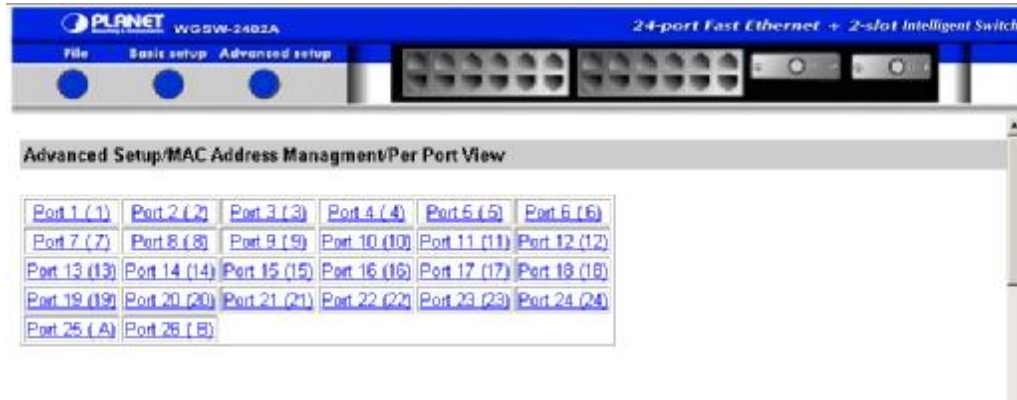 PLANET WGSW-2402A
24-port Fast Ethernet + 2-slot Intelligent Switch
File Basic setup Advanced setup
Advanced Setup/MAC Address Managment/Per Port View
Port 1 ( 1) Port 2 ( 2) Port 3 ( 3) Port 4 ( 4) Port 5 ( 5) Port 6 ( 6)
Port 7 ( 7) Port 8 ( 8) Port 9 ( 9) Port 10 (10) Port 11 (11) Port 12 (12)
Port 13 (13) Port 14 (14) Port 15 (15) Port 16 (16) Port 17 (17) Port 18 (18)
Port 19 (19) Port 20 (20) Port 21 (21) Port 22 (22) Port 23 (23) Port 24 (24)
Port 25 ( A) Port 26 ( B)